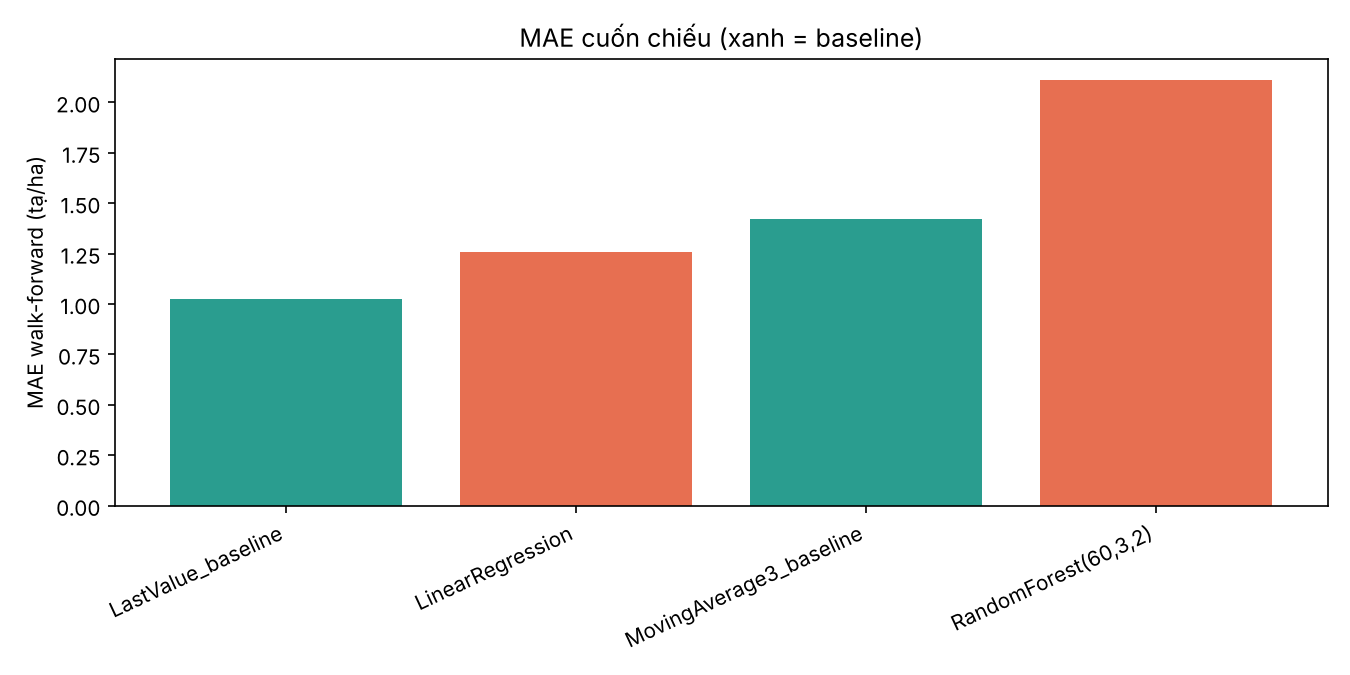 MAE cuốn chiếu (xanh = baseline)
MAE walk-forward (tạ/ha)
2.00
1.75
1.50
1.25
1.00
0.75
0.50
0.25
0.00
LastValue_baseline
LinearRegression
MovingAverage3_baseline
RandomForest(60,3,2)